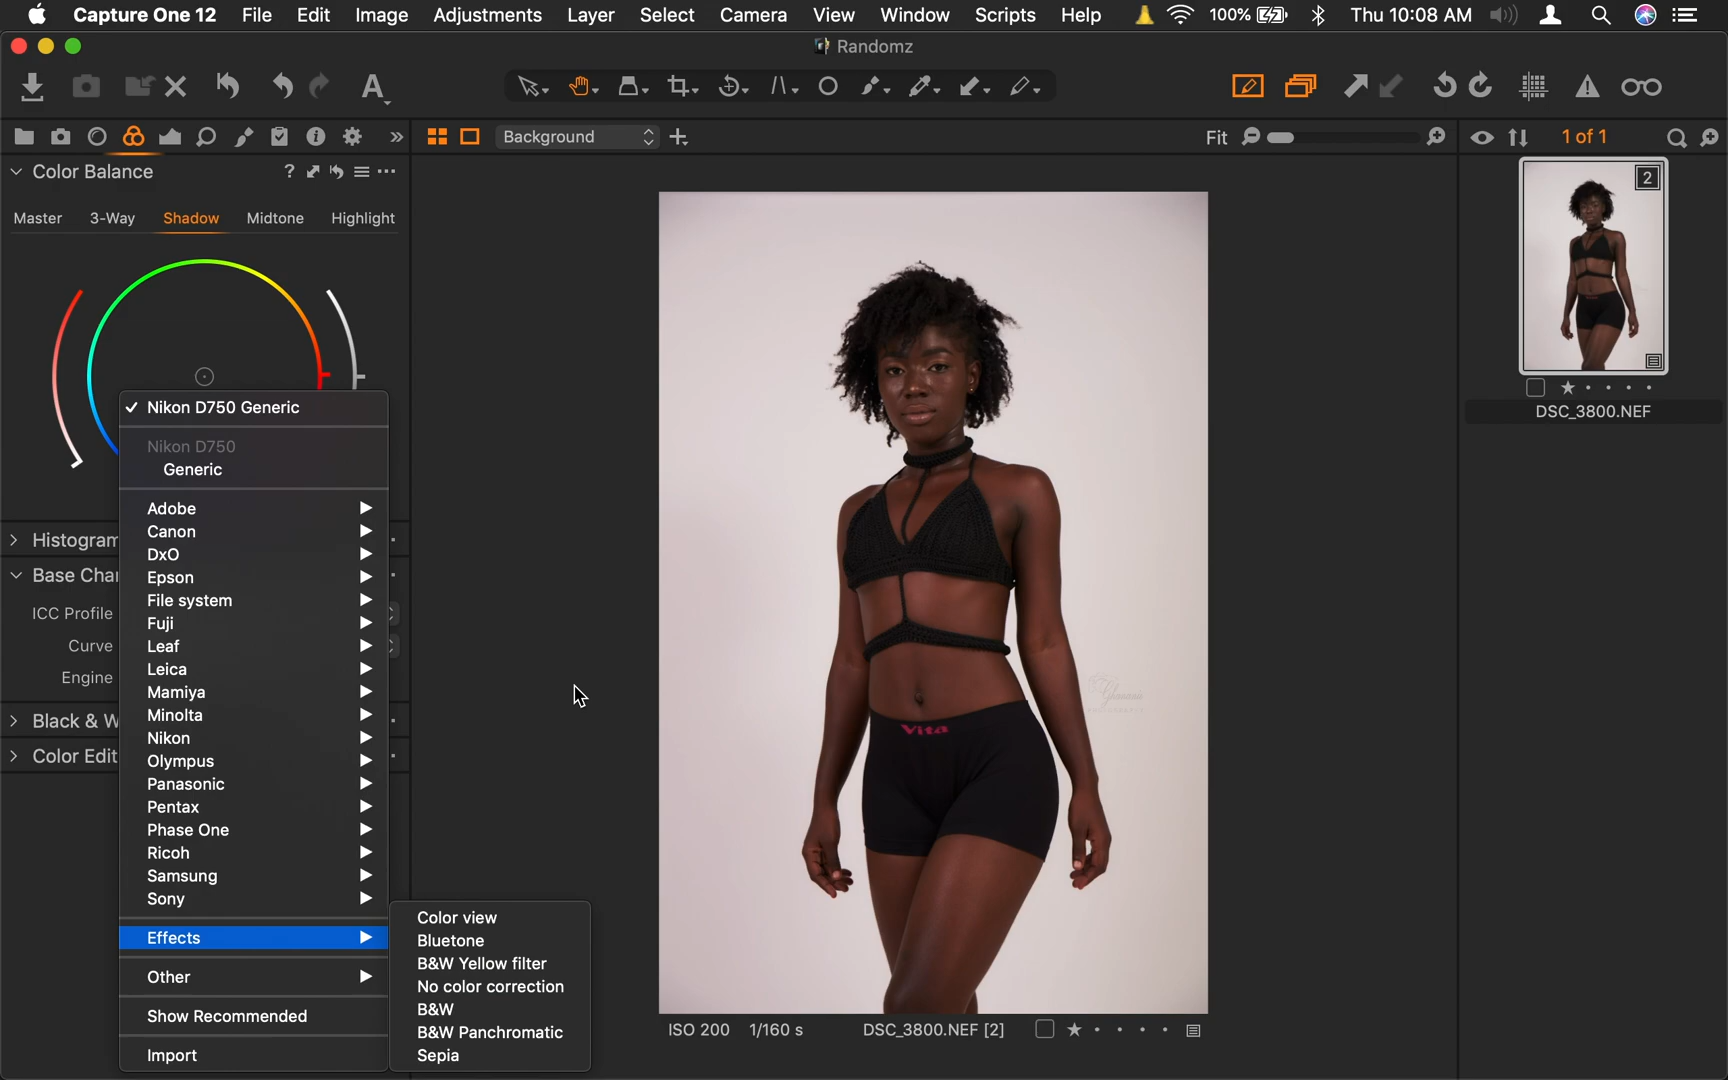 Capture One 12 File Edit Image Adjustments Layer Select Camera View Window Scripts Help 100% Thu 10:08 AM
Randomz
A
Background Fit 1 of 1
Color Balance ?
Master 3-Way Shadow Midtone Highlight
2
DSC_3800.NEF
Nikon D750 Generic
Nikon D750
Generic
Adobe
Canon
DxO
Epson
File system
Fuji
Leaf
Leica
Mamiya
Minolta
Nikon
Olympus
Panasonic
Pentax
Phase One
Ricoh
Samsung
Sony
Effects
Other
Show Recommended
Import
Histogram
Base Char
ICC Profile
Curve
Engine
Black & W
Color Edit
Color view
Bluetone
B&W Yellow filter
No color correction
B&W
B&W Panchromatic
Sepia
Vita
ISO 200 1/160 s DSC_3800.NEF [2]